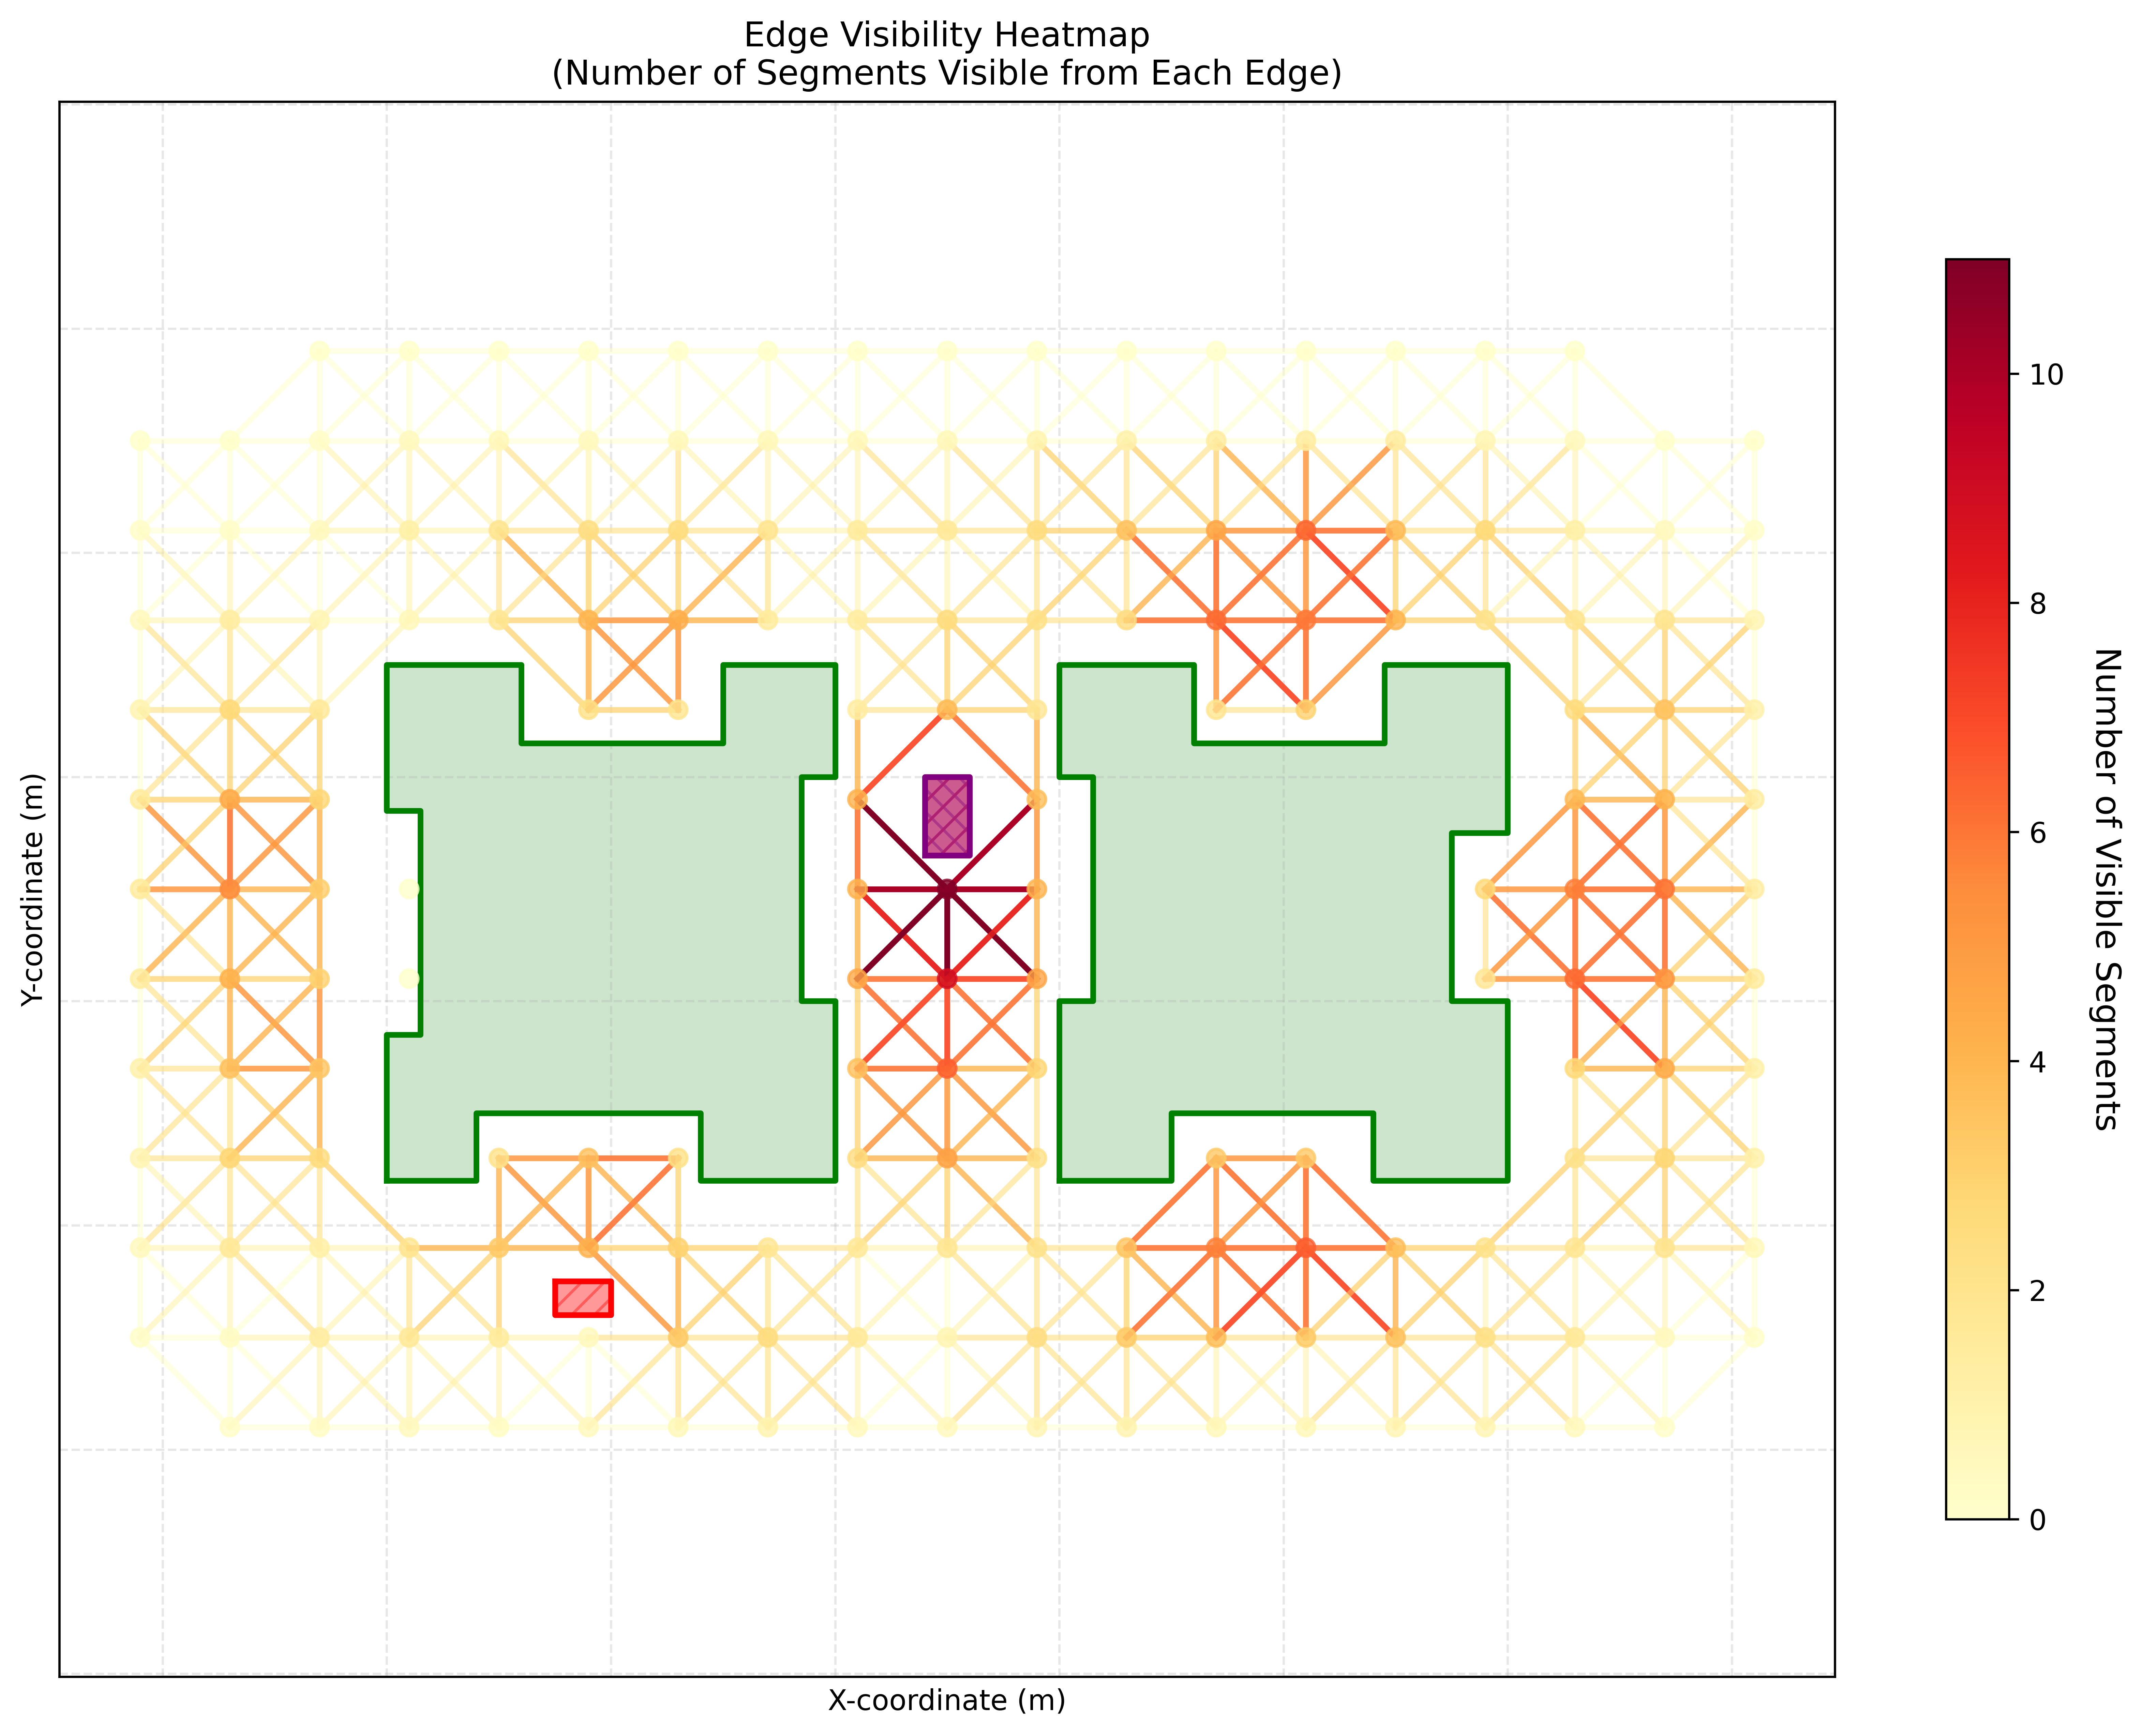 Edge Visibility Heatmap
(Number of Segments Visible from Each Edge)
Y-coordinate (m)
X-coordinate (m)
10
8
6
4
2
0
Number of Visible Segments